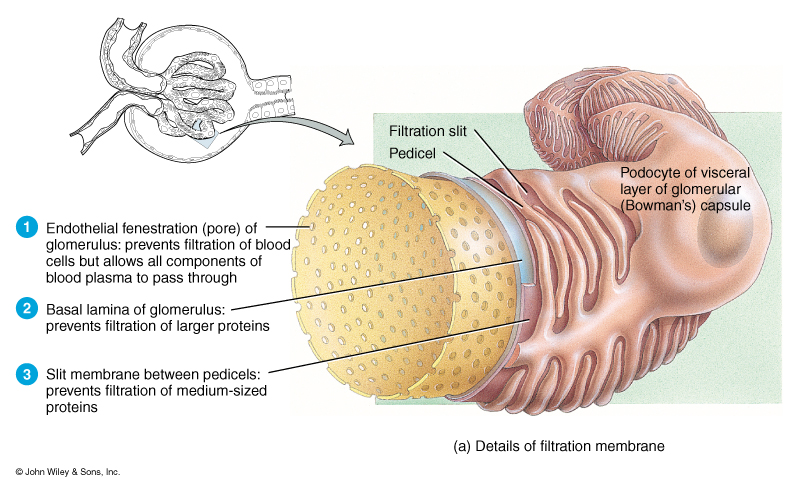 Filtration slit
Pedicel
Podocyte of visceral
layer of glomerular
(Bowman's) capsule
1 Endothelial fenestration (pore) of
glomerulus: prevents filtration of blood
cells but allows all components of
blood plasma to pass through
2 Basal lamina of glomerulus:
prevents filtration of larger proteins
3 Slit membrane between pedicels:
prevents filtration of medium-sized
proteins
(a) Details of filtration membrane
© John Wiley & Sons, Inc.